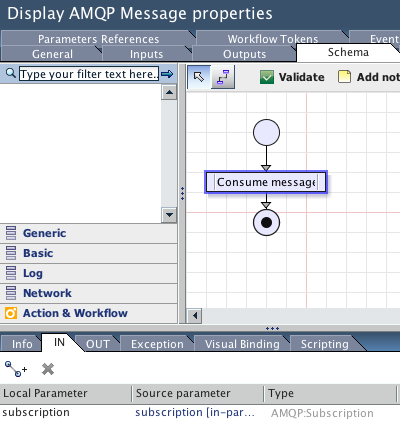 Display AMQP Message properties
Parameters References Workflow Tokens Event
General Inputs Outputs Schema
Type your filter text here.. Validate Add not
Consume message
Generic
Basic
Log
Network
Action & Workflow
Info IN OUT Exception Visual Binding Scripting
Local Parameter Source parameter Type
subscription subscription [in-par... AMQP:Subscription